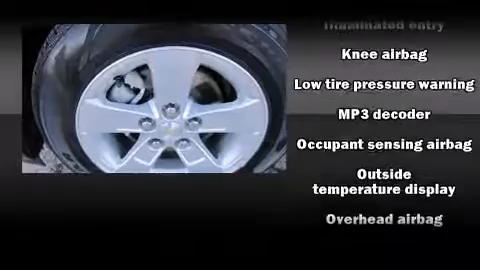 Illuminated entry
Knee airbag
Low tire pressure warning
MP3 decoder
Occupant sensing airbag
Outside
temperature display
Overhead airbag